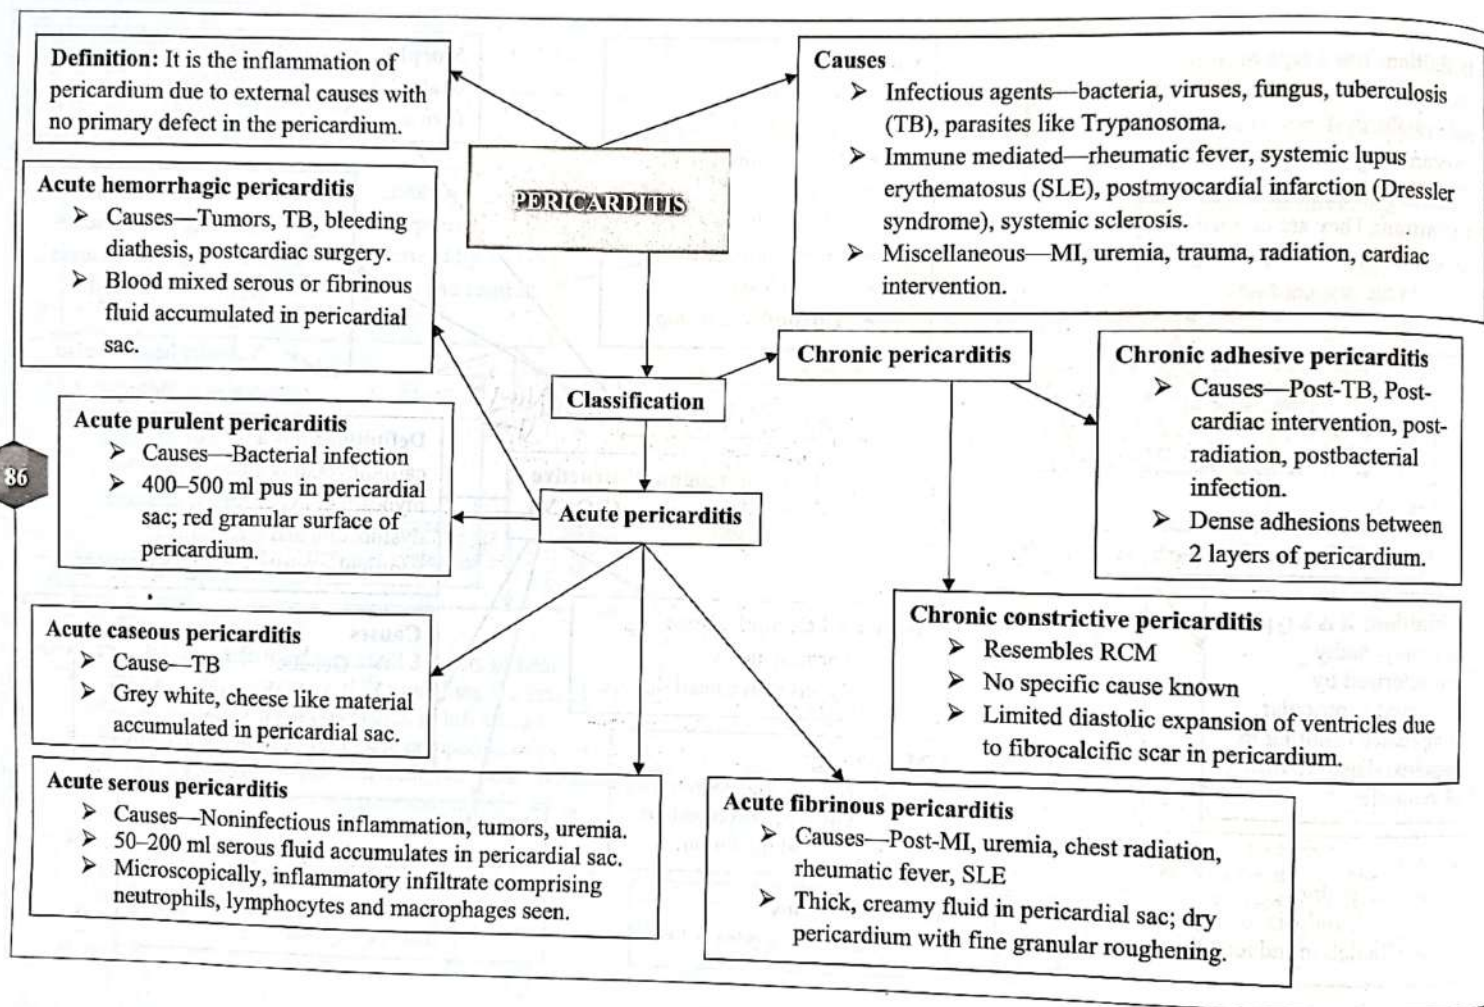 Definition: It is the inflammation of
pericardium due to external causes with
no primary defect in the pericardium.
PERICARDITIS
Causes
➤ Infectious agents—bacteria, viruses, fungus, tuberculosis
(TB), parasites like Trypanosoma.
➤ Immune mediated—rheumatic fever, systemic lupus
erythematosus (SLE), postmyocardial infarction (Dressler
syndrome), systemic sclerosis.
➤ Miscellaneous—MI, uremia, trauma, radiation, cardiac
intervention.
Acute hemorrhagic pericarditis
➤ Causes—Tumors, TB, bleeding
diathesis, postcardiac surgery.
➤ Blood mixed serous or fibrinous
fluid accumulated in pericardial
sac.
Classification
Chronic pericarditis
Chronic adhesive pericarditis
➤ Causes—Post-TB, Post-
cardiac intervention, post-
radiation, postbacterial
infection.
➤ Dense adhesions between
2 layers of pericardium.
Acute purulent pericarditis
➤ Causes—Bacterial infection
➤ 400–500 ml pus in pericardial
sac; red granular surface of
pericardium.
86
Acute pericarditis
Chronic constrictive pericarditis
➤ Resembles RCM
➤ No specific cause known
➤ Limited diastolic expansion of ventricles due
to fibrocalcific scar in pericardium.
Acute caseous pericarditis
➤ Cause—TB
➤ Grey white, cheese like material
accumulated in pericardial sac.
Acute serous pericarditis
➤ Causes—Noninfectious inflammation, tumors, uremia.
➤ 50–200 ml serous fluid accumulates in pericardial sac.
➤ Microscopically, inflammatory infiltrate comprising
neutrophils, lymphocytes and macrophages seen.
Acute fibrinous pericarditis
➤ Causes—Post-MI, uremia, chest radiation,
rheumatic fever, SLE
➤ Thick, creamy fluid in pericardial sac; dry
pericardium with fine granular roughening.